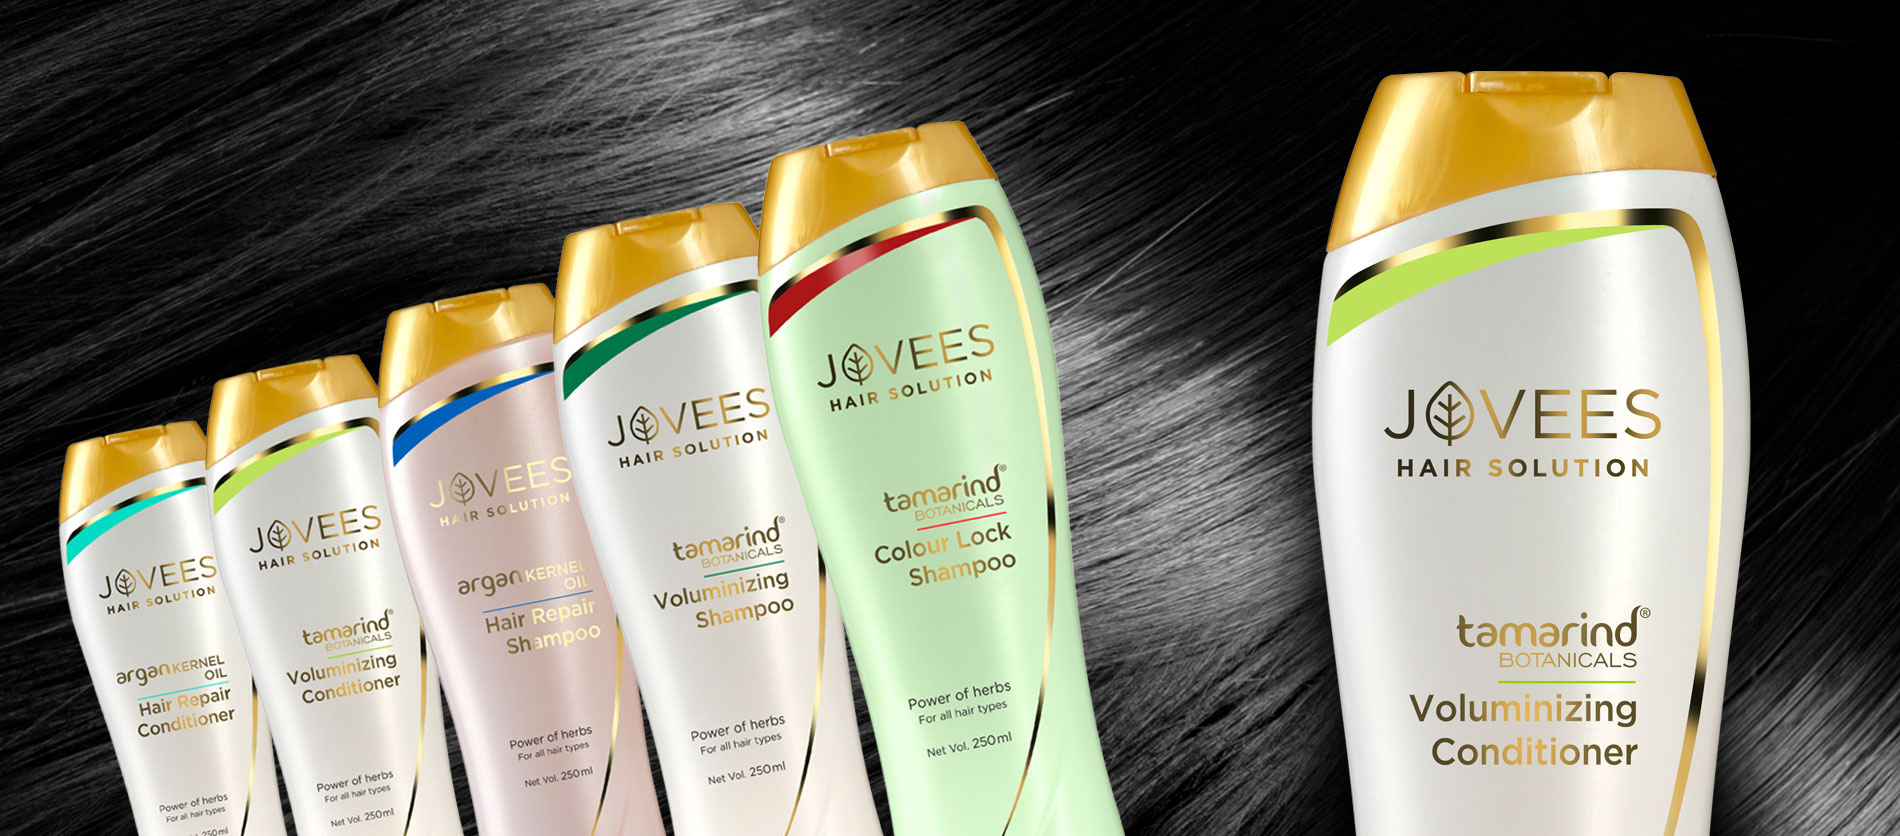 JOVEES
HAIR SOLUTION
argan KERNEL
OIL
Hair Repair
Conditioner
Power of herbs
For all hair types
250ml
JOVEES
HAIR SOLUTION
tamarind®
BOTANICALS
Voluminizing
Conditioner
Power of herbs
For all hair types
Net Vol. 250ml
JOVEES
HAIR SOLUTION
argan KERNEL
OIL
Hair Repair
Shampoo
Power of herbs
For all hair types
Net Vol. 250ml
JOVEES
HAIR SOLUTION
tamarind®
BOTANICALS
Voluminizing
Shampoo
Power of herbs
For all hair types
Net Vol. 250ml
JOVEES
HAIR SOLUTION
tamarind®
BOTANICALS
Colour Lock
Shampoo
Power of herbs
For all hair types
Net Vol. 250ml
JOVEES
HAIR SOLUTION
tamarind®
BOTANICALS
Voluminizing
Conditioner